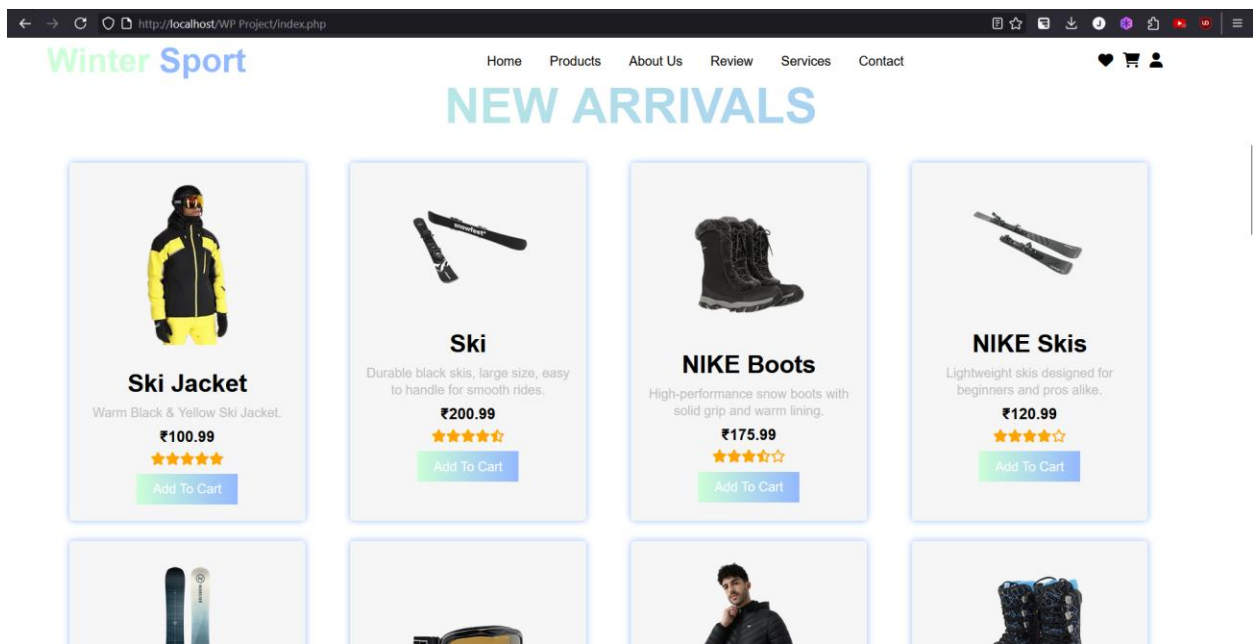 http://localhost/WP Project/index.php
Winter Sport
Home Products About Us Review Services Contact
NEW ARRIVALS
snowfeet
Ski Jacket
Warm Black & Yellow Ski Jacket.
₹100.99
Add To Cart
Ski
Durable black skis, large size, easy
to handle for smooth rides.
₹200.99
Add To Cart
NIKE Boots
High-performance snow boots with
solid grip and warm lining.
₹175.99
Add To Cart
NIKE Skis
Lightweight skis designed for
beginners and pros alike.
₹120.99
Add To Cart